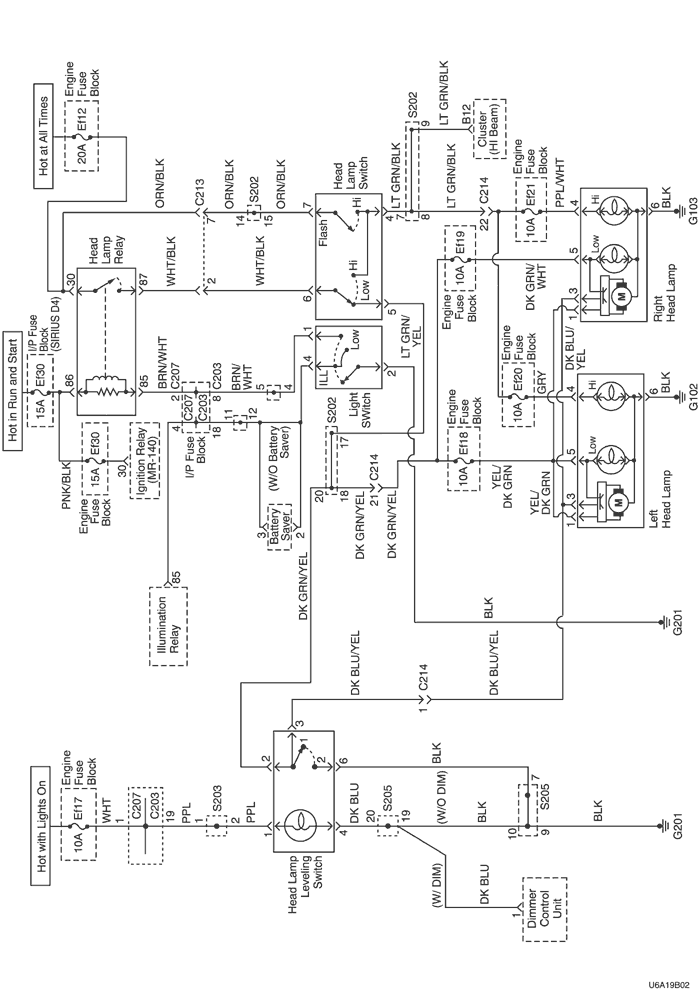 Hot at All Times
Engine
Fuse
Block
20A
Ef12
Hot in Run and Start
I/P Fuse
Block
(SIRIUS D4)
15A
Ef30
Head
Lamp
Relay
30
87
86
85
PNK/BLK
Engine
Fuse
Block
15A
Ef30
30
Ignition Relay
(MR-140)
ORN/BLK
C213
7
ORN/BLK
14
S202
15
ORN/BLK
7
WHT/BLK
2
WHT/BLK
6
BRN/WHT
2
C207
C207
C203
C203
8
BRN/
WHT
5
4
1
4
18
11
12
I/P Fuse
Block
(W/O Battery
Saver)
3
Battery
Saver
2
4
85
Illumination
Relay
Head
Lamp
Switch
Flash
Hi
Hi
Low
4
5
ILL
Low
Light
SWitch
2
LT GRN/BLK
7
8
S202
9
LT GRN/BLK
B12
Cluster
(HI Beam)
LT GRN/BLK
22
C214
LT GRN/
YEL
S202
17
20
18
DK GRN/YEL
DK GRN/YEL
21
C214
DK GRN/YEL
Engine
Fuse
Block
10A
Ef21
PPL/WHT
Engine
Fuse
Block
10A
Ef19
DK GRN/
WHT
Engine
Fuse
Block
10A
Ef20
GRY
Engine
Fuse
Block
10A
Ef18
YEL/
DK GRN
YEL/
DK GRN
DK BLU/
YEL
4
5
3
1
Hi
Low
M
Right
Head Lamp
6
BLK
G103
4
5
3
1
Hi
Low
M
Left
Head Lamp
6
BLK
G102
BLK
G201
DK BLU/YEL
1
C214
DK BLU/YEL
Hot with Lights On
Engine
Fuse
Block
10A
Ef17
WHT
1
C207
C203
19
PPL
1
S203
2
PPL
1
2
3
1
2
Head Lamp
Leveling
Switch
4
6
DK BLU
20
S205
19
BLK
(W/O DIM)
BLK
7
S205
10
9
BLK
G201
(W/ DIM)
DK BLU
1
Dimmer
Control
Unit
U6A19B02